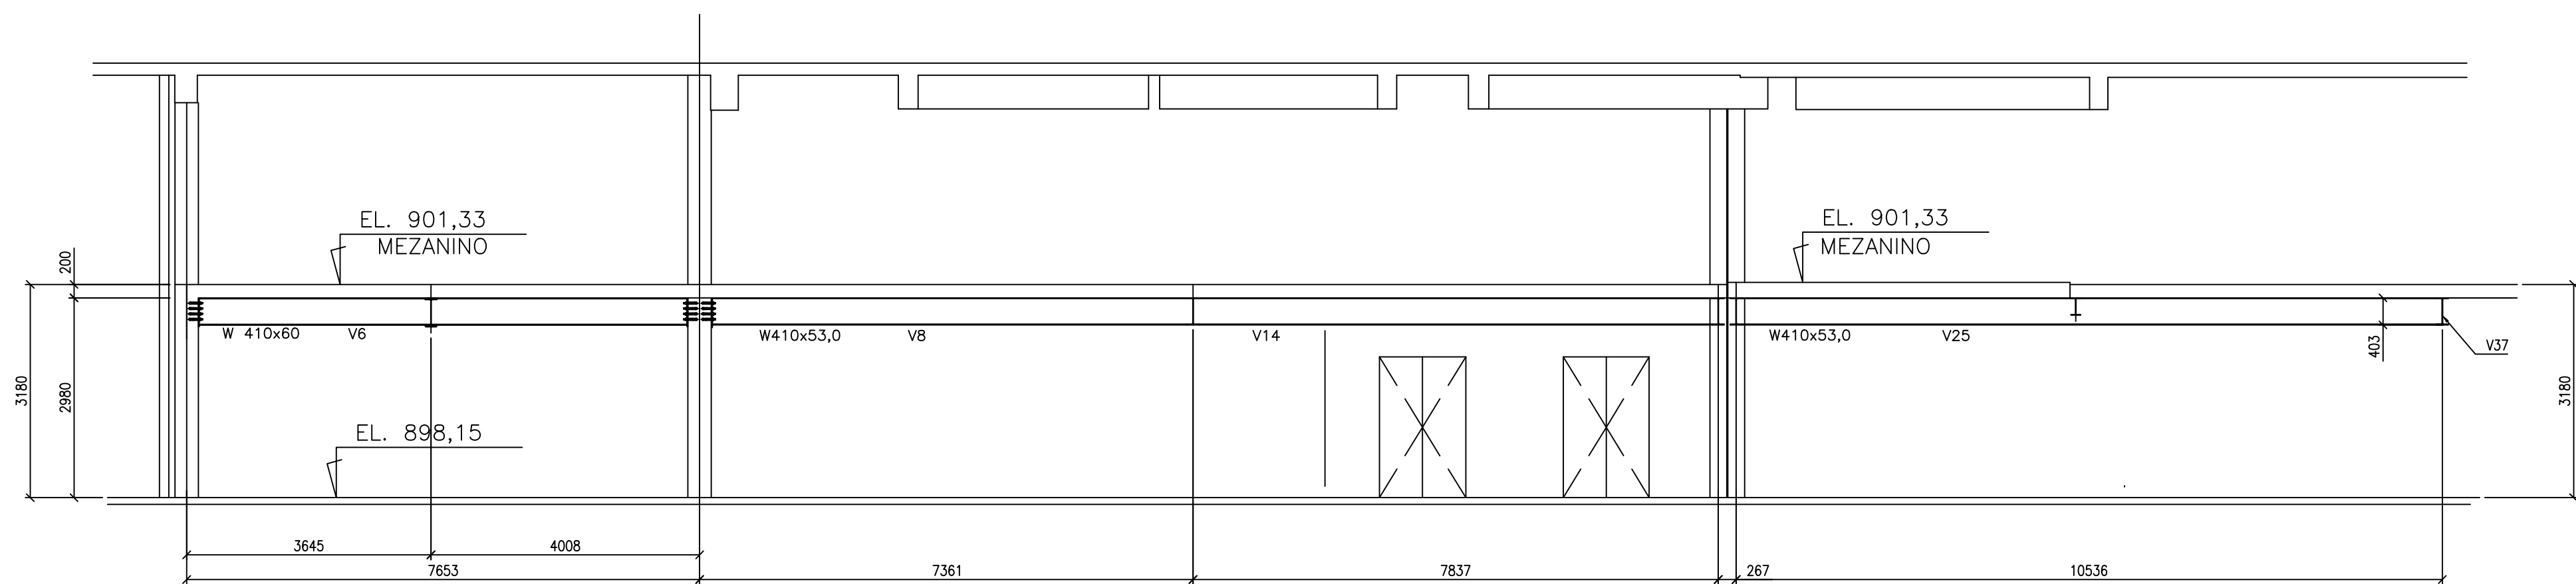 EL. 901,33
MEZANINO
EL. 901,33
MEZANINO
200
W 410x60
V6
W410x53,0
V8
V14
W410x53,0
V25
403
V37
3180
2980
3180
EL. 898,15
3645
4008
7653
7361
7837
267
10536